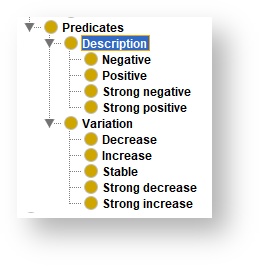 Predicates
Description
Negative
Positive
Strong negative
Strong positive
Variation
Decrease
Increase
Stable
Strong decrease
Strong increase